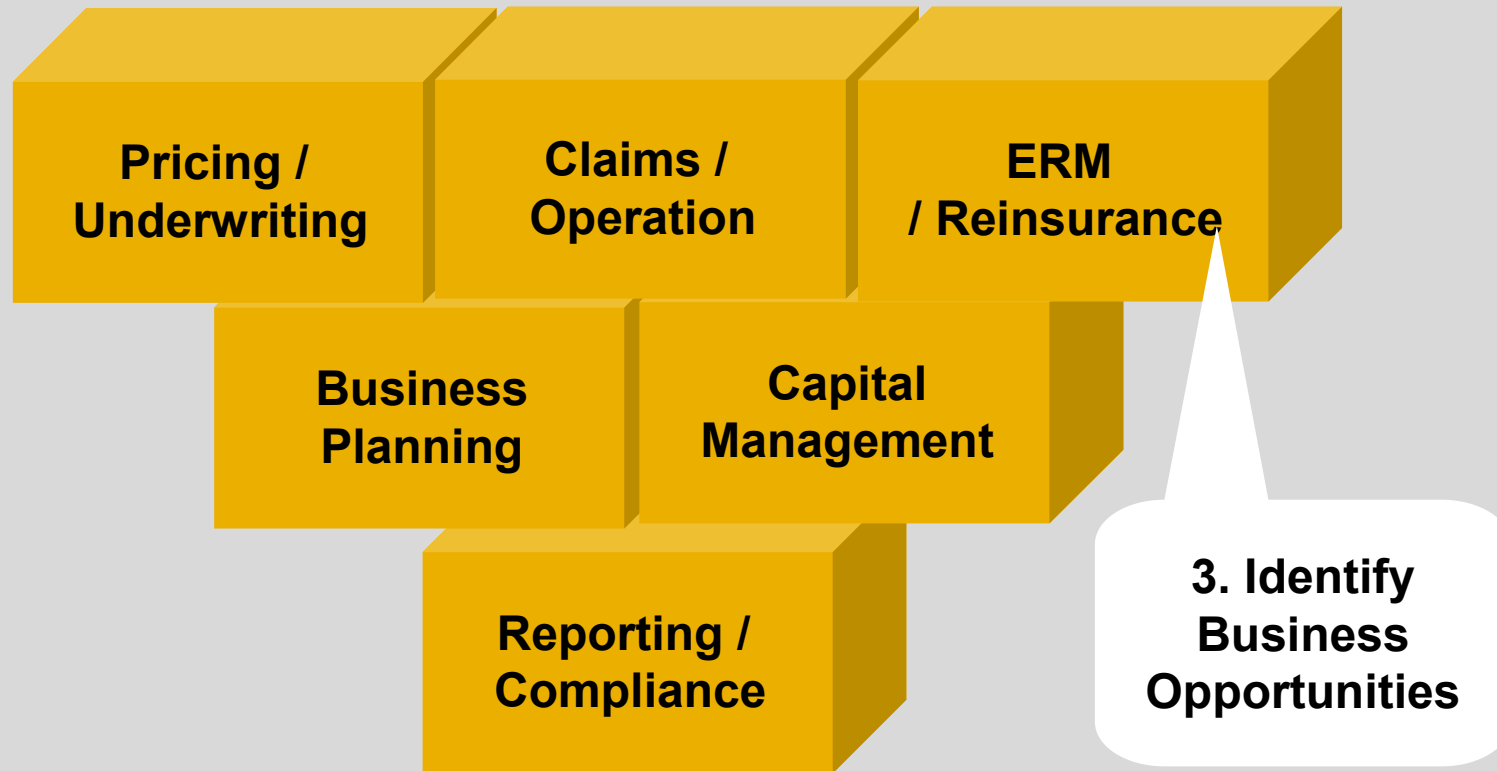 Pricing /
Underwriting
Claims /
Operation
ERM
/ Reinsurance
Business
Planning
Capital
Management
Reporting /
Compliance
3. Identify
Business
Opportunities